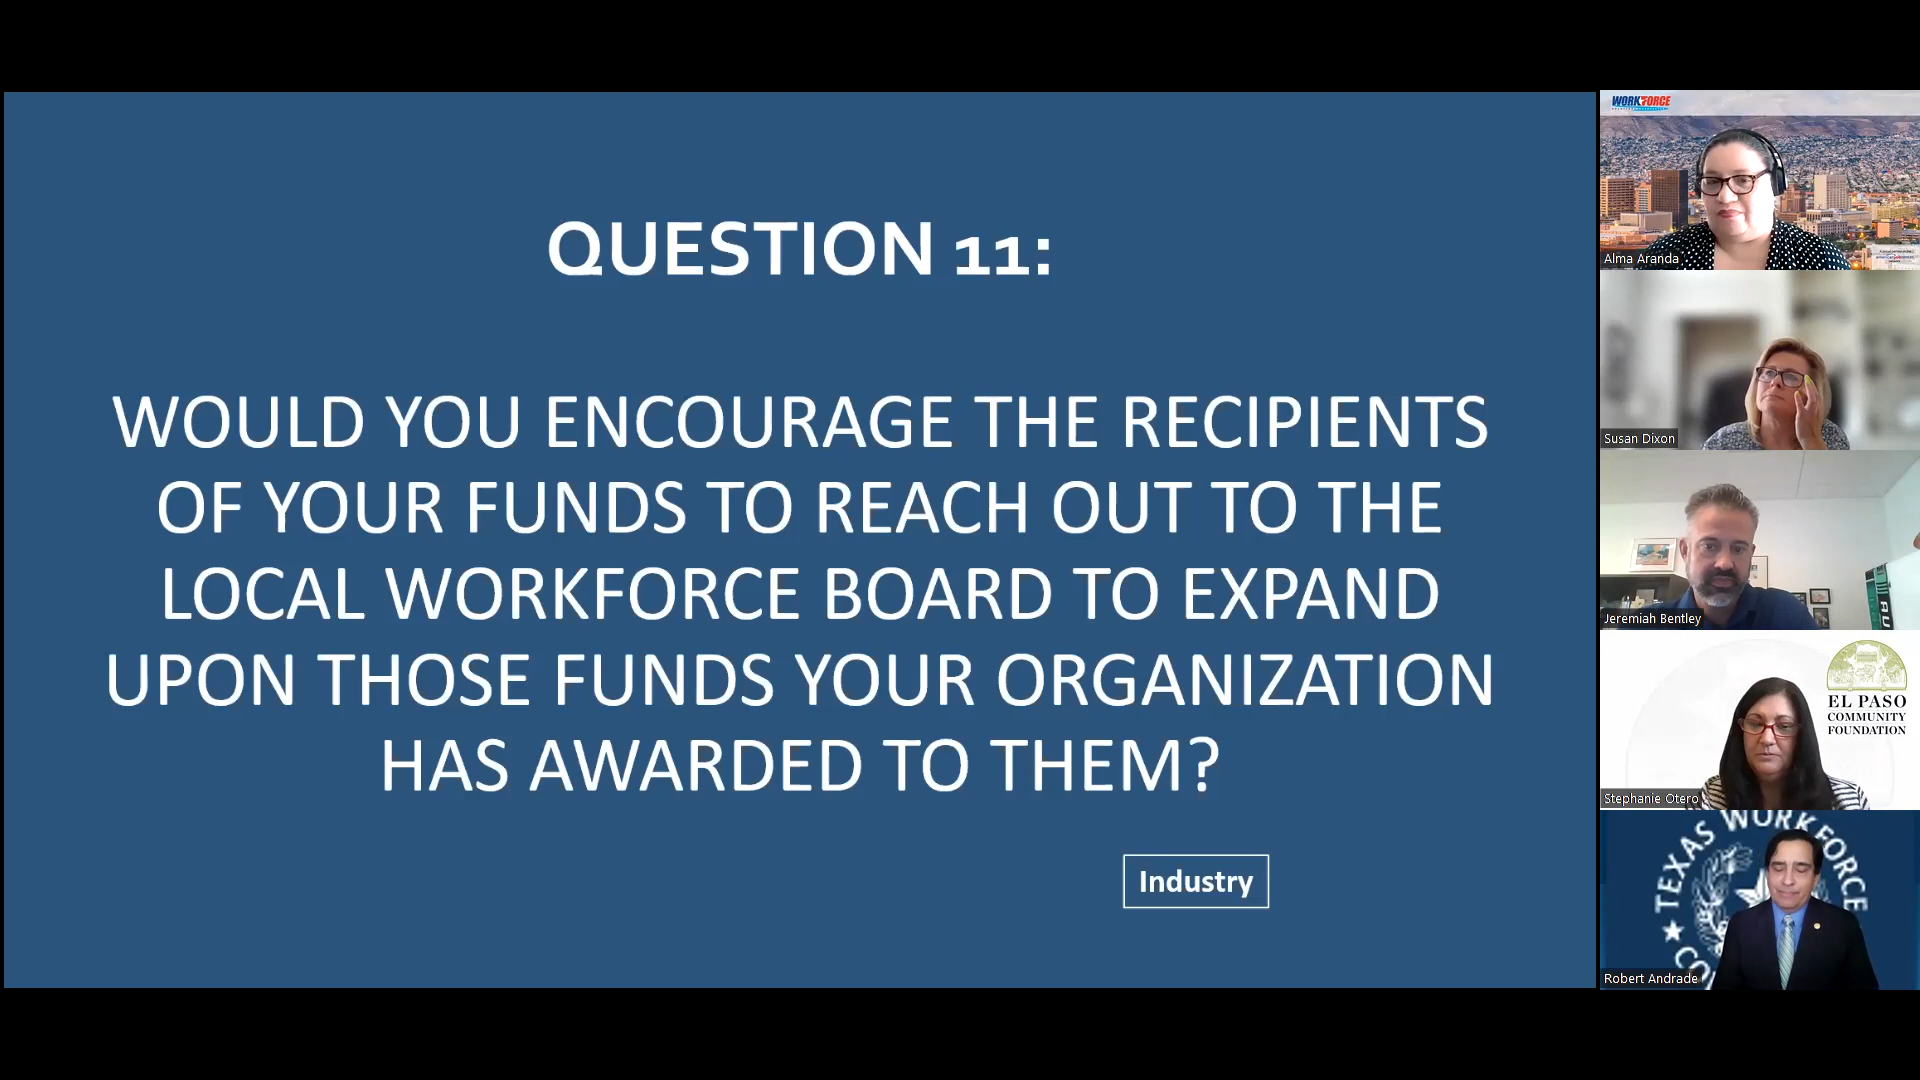 QUESTION 11:
WOULD YOU ENCOURAGE THE RECIPIENTS
OF YOUR FUNDS TO REACH OUT TO THE
LOCAL WORKFORCE BOARD TO EXPAND
UPON THOSE FUNDS YOUR ORGANIZATION
HAS AWARDED TO THEM?
Industry
WORKFORCE
Alma Aranda
Susan Dixon
Jeremiah Bentley
EL PASO
COMMUNITY
FOUNDATION
Stephanie Otero
TEXAS WORKFORCE
CO
Robert Andrade